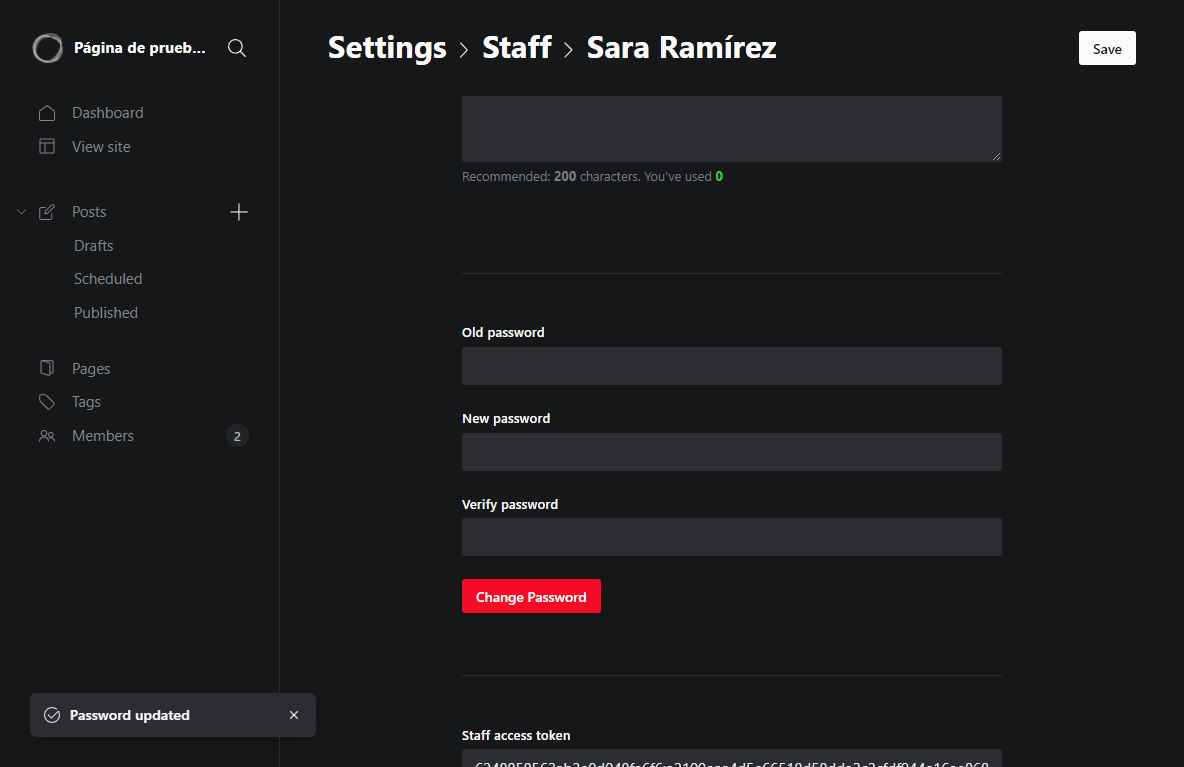 Página de prueb...
Settings > Staff > Sara Ramírez
Save
Dashboard
View site
Posts
Drafts
Scheduled
Published
Pages
Tags
Members
2
Recommended: 200 characters. You've used 0
Old password
New password
Verify password
Change Password
Staff access token
Password updated